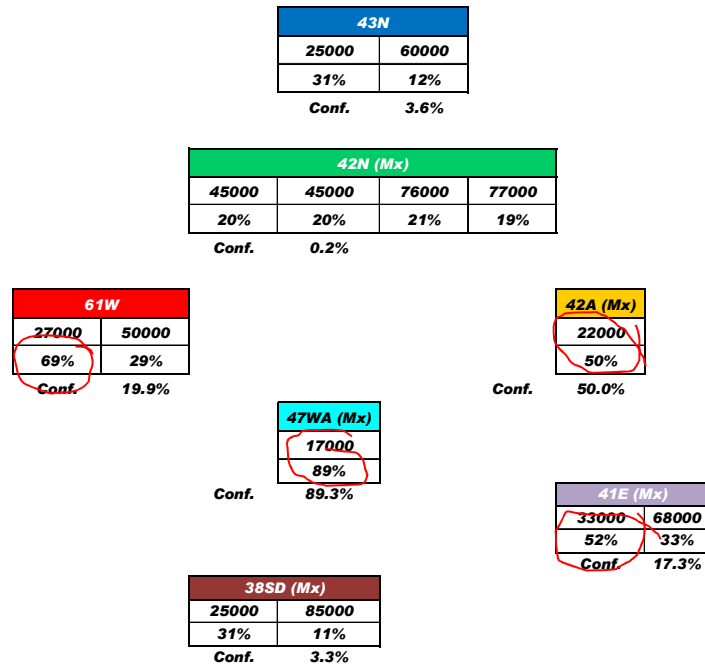 43N
25000 60000
31% 12%
Conf. 3.6%
42N (Mx)
45000 45000 76000 77000
20% 20% 21% 19%
Conf. 0.2%
61W
27000 50000
69% 29%
Conf. 19.9%
42A (Mx)
22000
50%
Conf. 50.0%
47WA (Mx)
17000
89%
Conf. 89.3%
41E (Mx)
33000 68000
52% 33%
Conf. 17.3%
38SD (Mx)
25000 85000
31% 11%
Conf. 3.3%